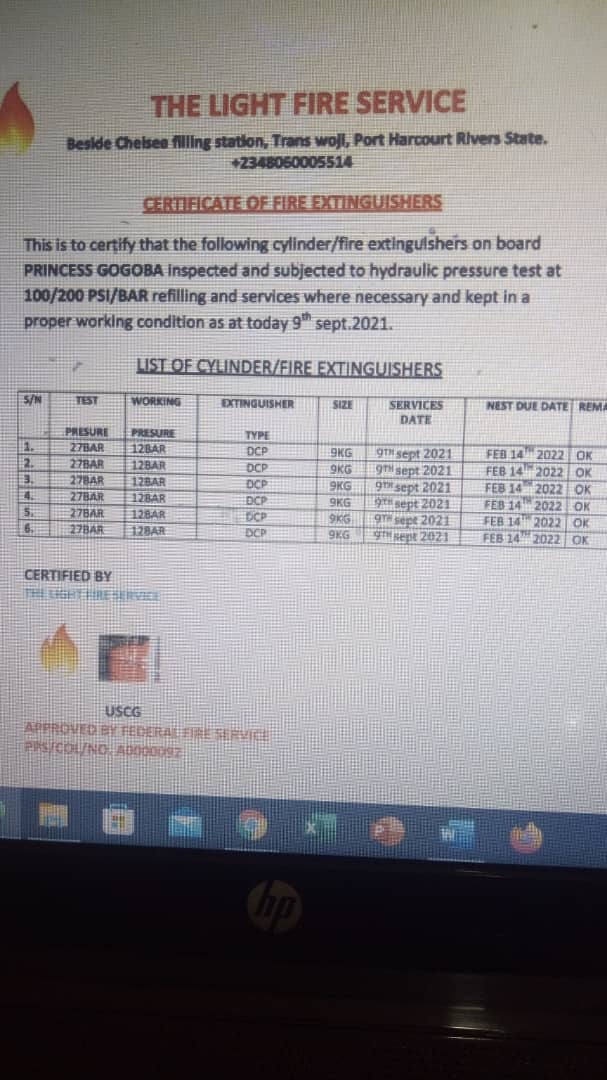 THE LIGHT FIRE SERVICE
Beside Chelsea filling station, Trans woji, Port Harcourt Rivers State.
+2348060005514
CERTIFICATE OF FIRE EXTINGUISHERS
This is to certify that the following cylinder/fire extinguishers on board
PRINCESS GOGOBA inspected and subjected to hydraulic pressure test at
100/200 PSI/BAR refilling and services where necessary and kept in a
proper working condition as at today 9th sept.2021.
LIST OF CYLINDER/FIRE EXTINGUISHERS
S/N TEST PRESURE WORKING PRESURE EXTINGUISHER TYPE SIZE SERVICES DATE NEST DUE DATE REMA
1. 27BAR 12BAR DCP 9KG 9TH sept 2021 FEB 14TH 2022 OK
2. 27BAR 12BAR DCP 9KG 9TH sept 2021 FEB 14TH 2022 OK
3. 27BAR 12BAR DCP 9KG 9TH sept 2021 FEB 14TH 2022 OK
4. 27BAR 12BAR DCP 9KG 9TH sept 2021 FEB 14TH 2022 OK
5. 27BAR 12BAR DCP 9KG 9TH sept 2021 FEB 14TH 2022 OK
6. 27BAR 12BAR DCP 9KG 9TH sept 2021 FEB 14TH 2022 OK
CERTIFIED BY
THE LIGHT FIRE SERVICE
USCG
APPROVED BY FEDERAL FIRE SERVICE
PPS/COL/NO. A0000092
hp